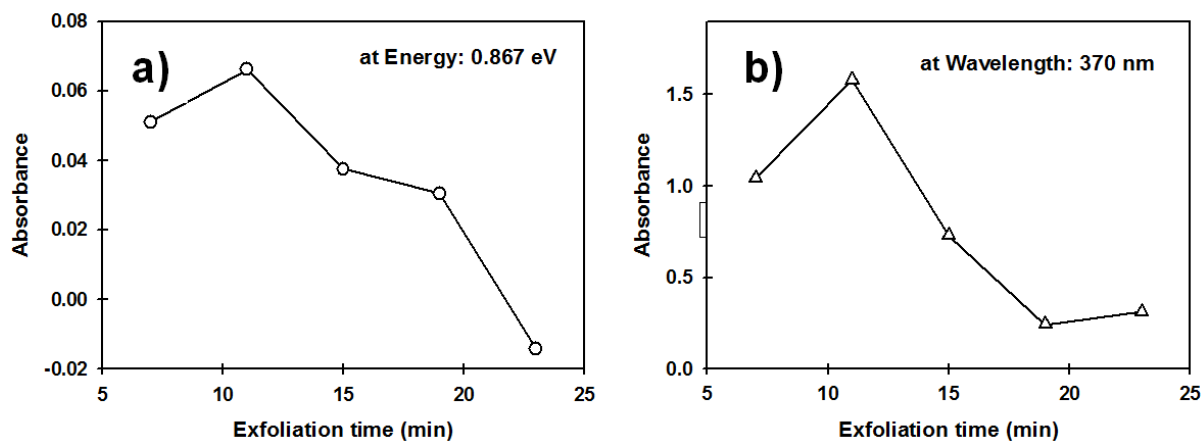 a)
at Energy: 0.867 eV
Absorbance
0.08
0.06
0.04
0.02
0.00
-0.02
5
10
15
20
25
Exfoliation time (min)
b)
at Wavelength: 370 nm
Absorbance
1.5
1.0
0.5
0.0
5
10
15
20
25
Exfoliation time (min)